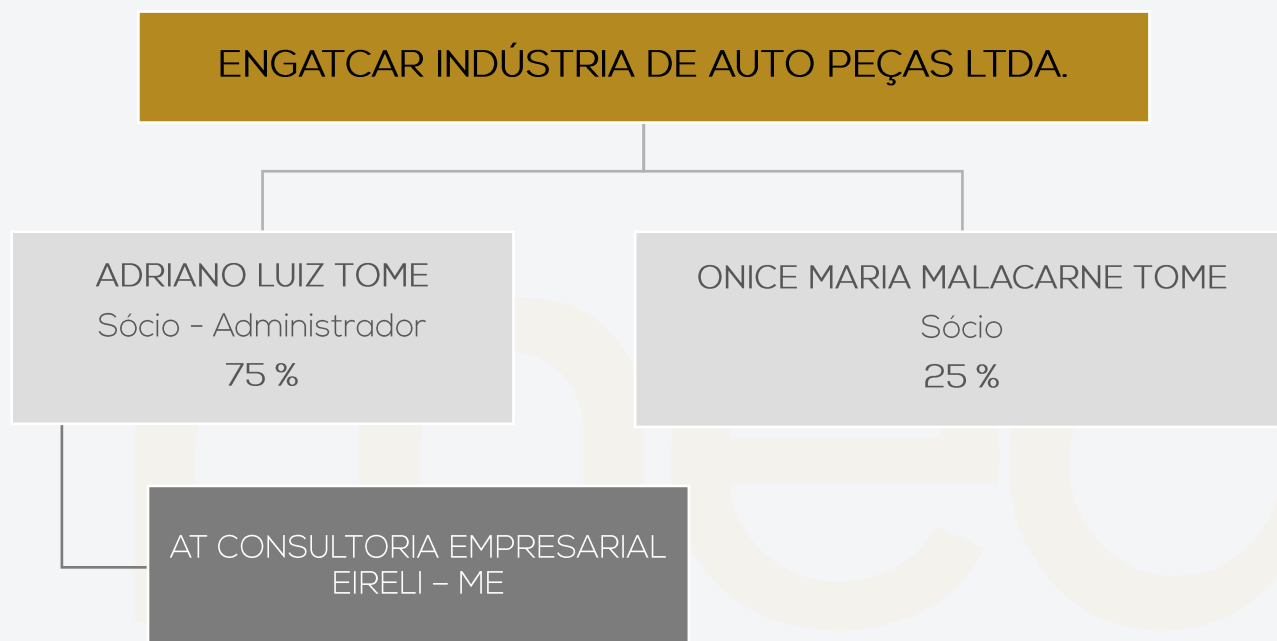 ENGATCAR INDÚSTRIA DE AUTO PEÇAS LTDA.
ADRIANO LUIZ TOME
Sócio - Administrador
75 %
ONICE MARIA MALACARNE TOME
Sócio
25 %
AT CONSULTORIA EMPRESARIAL
EIRELI – ME